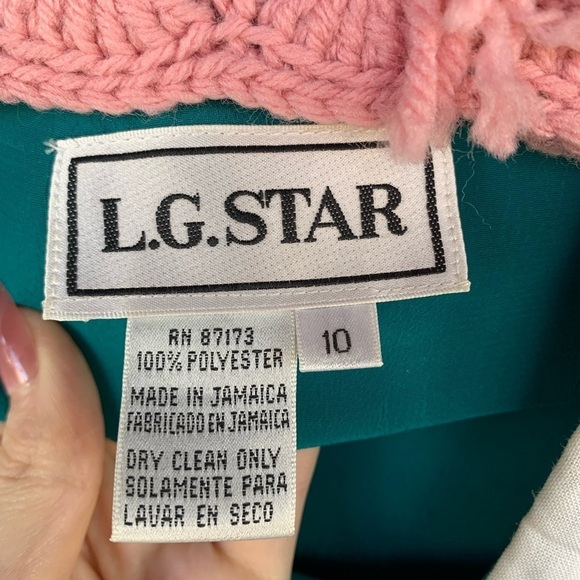 L.G.STAR
10
RN 87173
100% POLYESTER
MADE IN JAMAICA
FABRICADO EN JAMAICA
DRY CLEAN ONLY
SOLAMENTE PARA
LAVAR EN SECO